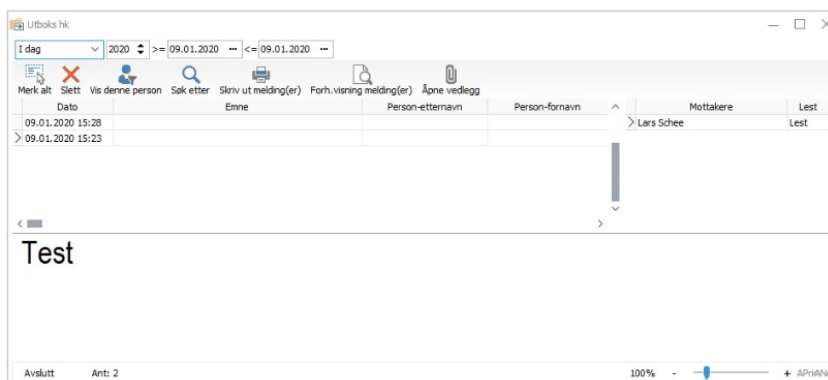 Utboks hk
I dag 2020 >= 09.01.2020 ... <= 09.01.2020 ...
Merk alt Slett Vis denne person Søk etter Skriv ut melding(er) Forh.visning melding(er) Åpne vedlegg
Dato Emne Person-etternavn Person-fornavn Mottakere Lest
09.01.2020 15:28 Lars Schee Lest
09.01.2020 15:23
Test
Avslutt Ant: 2 100% - +